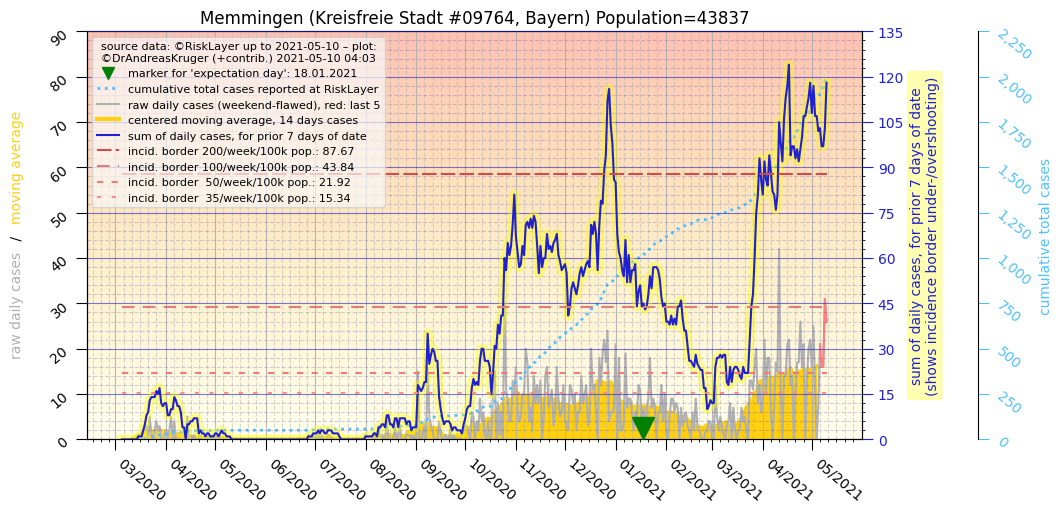 Memmingen (Kreisfreie Stadt #09764, Bayern) Population=43837
source data: ©RiskLayer up to 2021-05-10 – plot:
©DrAndreasKruger (+contrib.) 2021-05-10 04:03
marker for 'expectation day': 18.01.2021
cumulative total cases reported at RiskLayer
raw daily cases (weekend-flawed), red: last 5
centered moving average, 14 days cases
sum of daily cases, for prior 7 days of date
incid. border 200/week/100k pop.: 87.67
incid. border 100/week/100k pop.: 43.84
incid. border  50/week/100k pop.: 21.92
incid. border  35/week/100k pop.: 15.34
raw daily cases / moving average
90
80
70
60
50
40
30
20
10
0
03/2020
04/2020
05/2020
06/2020
07/2020
08/2020
09/2020
10/2020
11/2020
12/2020
01/2021
02/2021
03/2021
04/2021
05/2021
135
120
105
90
75
60
45
30
15
0
sum of daily cases, for prior 7 days of date
(shows incidence border under-/overshooting)
2,250
2,000
1,750
1,500
1,250
1,000
750
500
250
0
cumulative total cases